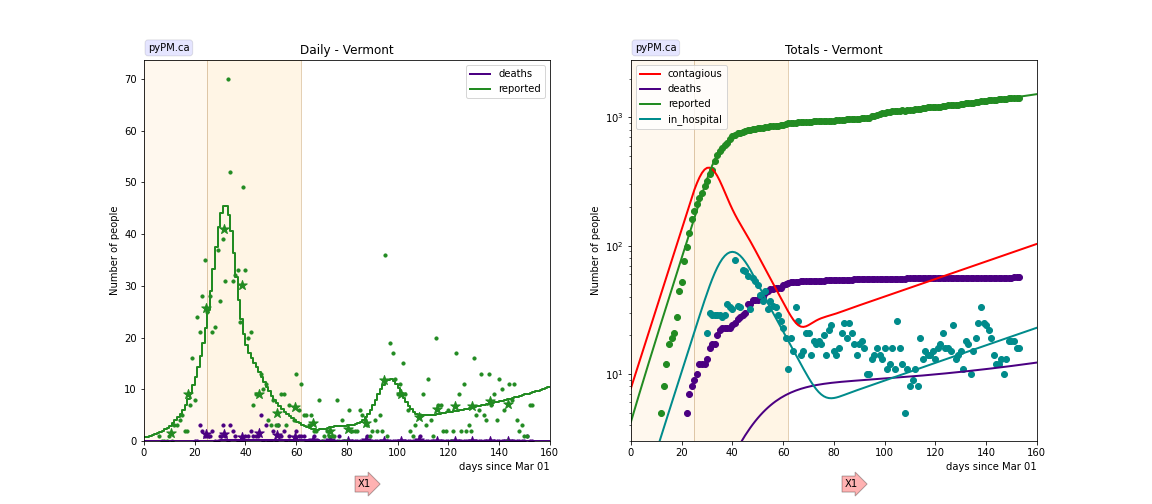 pyPM.ca
Daily - Vermont
deaths
reported
Number of people
70
60
50
40
30
20
10
0
0 20 40 60 80 100 120 140 160
days since Mar 01
X1
pyPM.ca
Totals - Vermont
contagious
deaths
reported
in_hospital
Number of people
10³
10²
10¹
0 20 40 60 80 100 120 140 160
days since Mar 01
X1